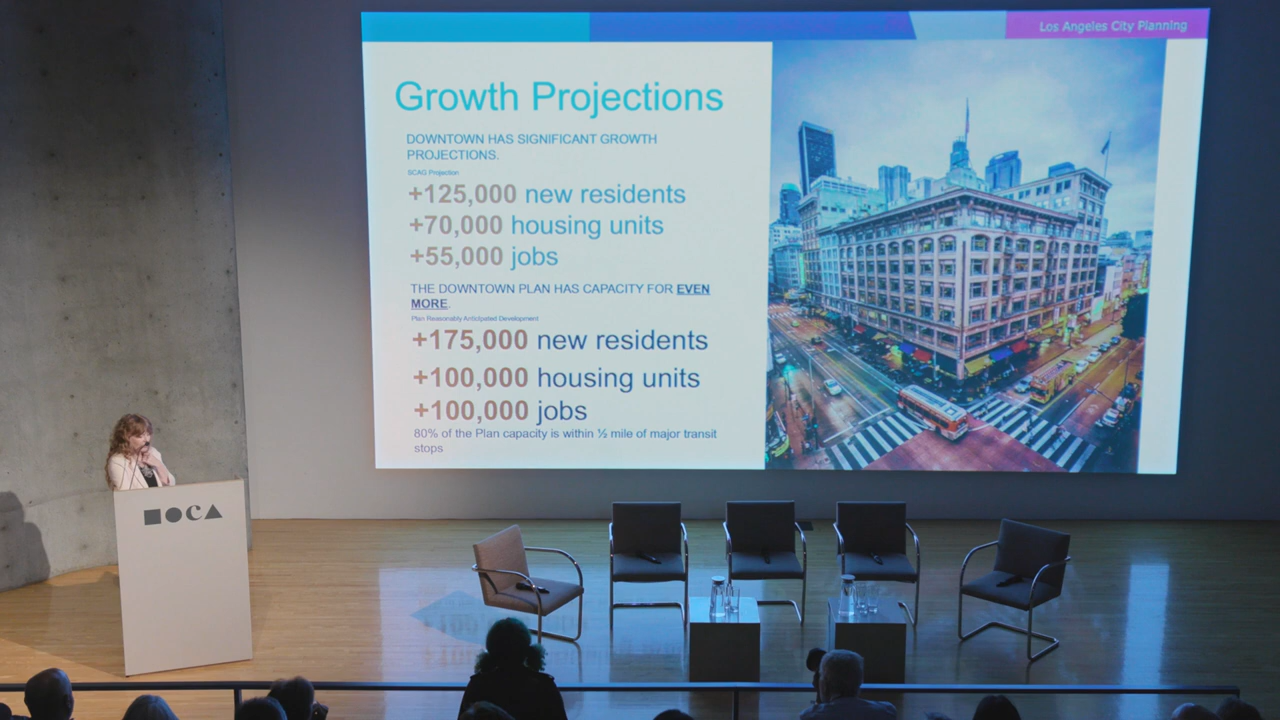 Los Angeles City Planning
Growth Projections
DOWNTOWN HAS SIGNIFICANT GROWTH
PROJECTIONS.
SCAG Projection
+125,000 new residents
+70,000 housing units
+55,000 jobs
THE DOWNTOWN PLAN HAS CAPACITY FOR EVEN
MORE.
Plan Reasonably Anticipated Development
+175,000 new residents
+100,000 housing units
+100,000 jobs
80% of the Plan capacity is within ½ mile of major transit
stops
MOCA